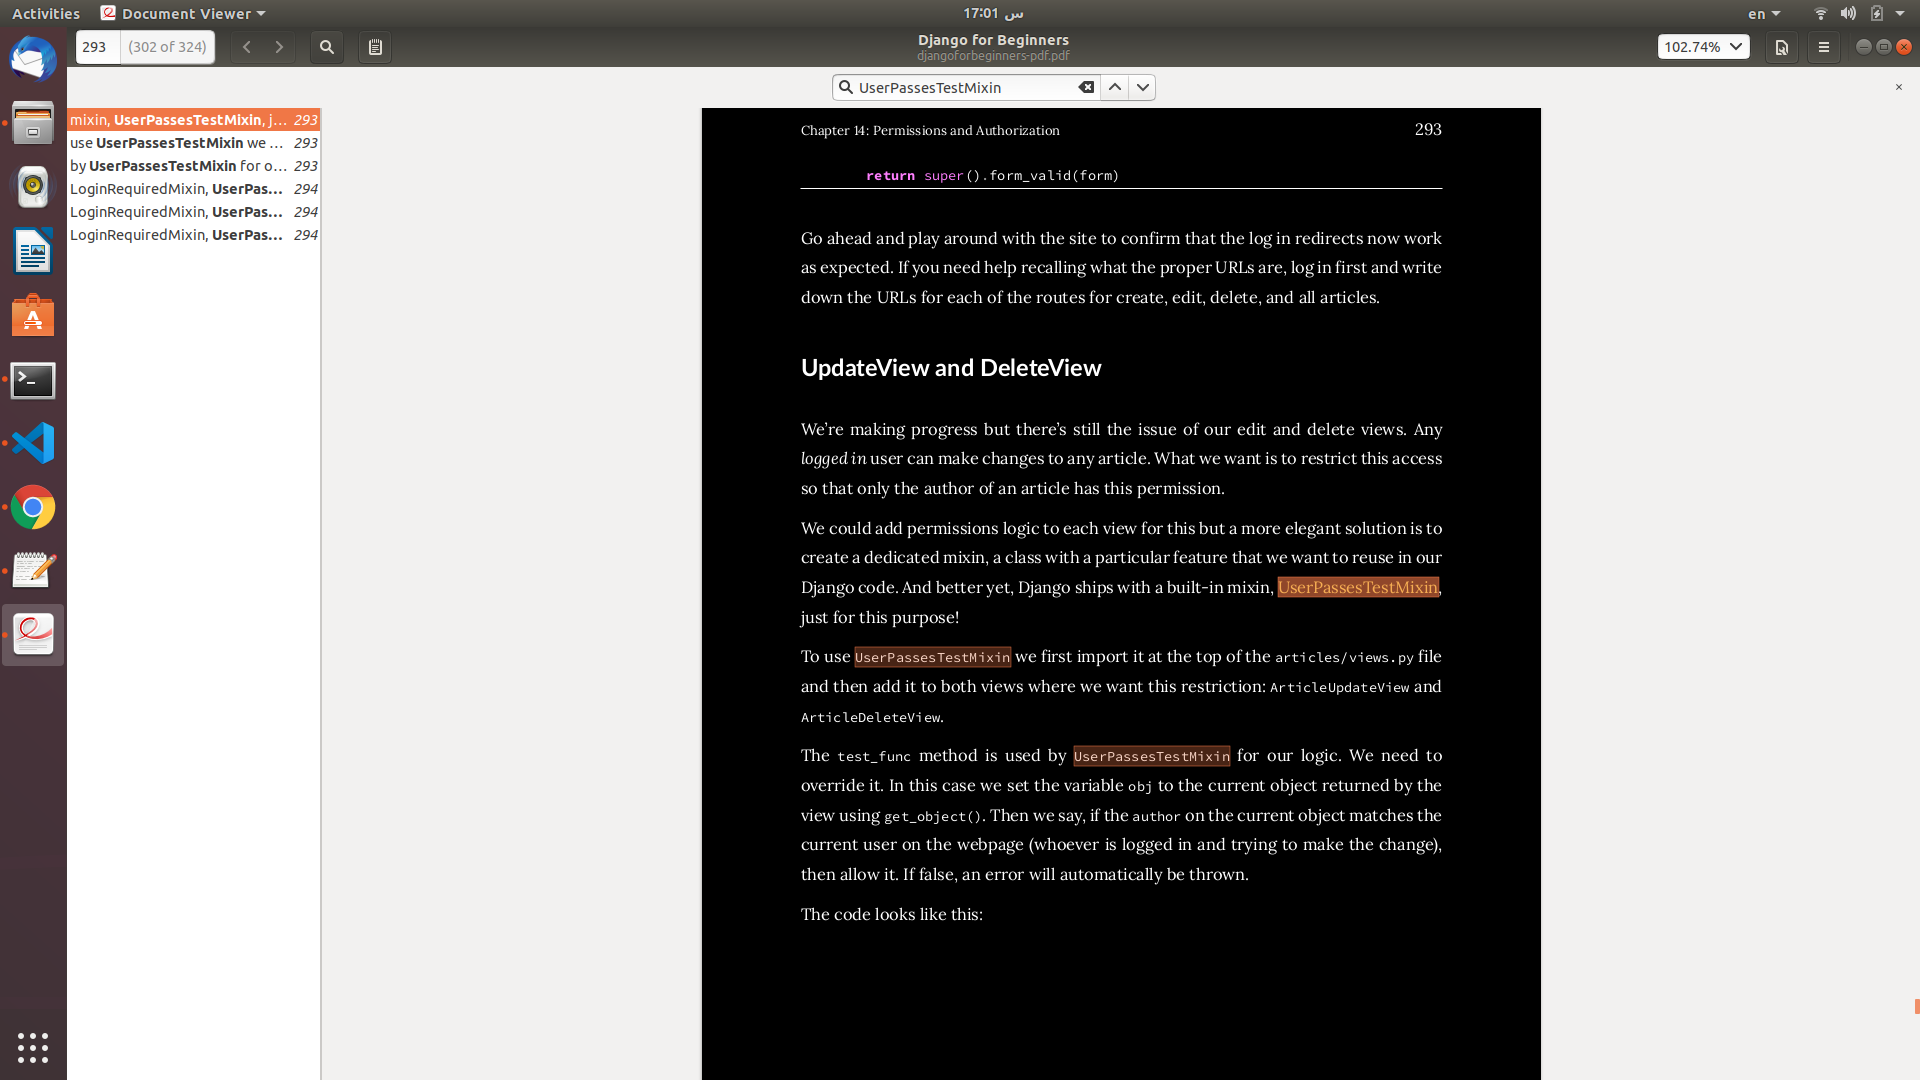 Activities
Document Viewer
17:01 س
en
293
(302 of 324)
Django for Beginners
djangoforbeginners-pdf.pdf
102.74%
UserPassesTestMixin
mixin, UserPassesTestMixin, j... 293
use UserPassesTestMixin we ... 293
by UserPassesTestMixin for o... 293
LoginRequiredMixin, UserPas... 294
LoginRequiredMixin, UserPas... 294
LoginRequiredMixin, UserPas... 294
Chapter 14: Permissions and Authorization 293
return super().form_valid(form)
Go ahead and play around with the site to confirm that the log in redirects now work
as expected. If you need help recalling what the proper URLs are, log in first and write
down the URLs for each of the routes for create, edit, delete, and all articles.
UpdateView and DeleteView
We’re making progress but there’s still the issue of our edit and delete views. Any
logged in user can make changes to any article. What we want is to restrict this access
so that only the author of an article has this permission.
We could add permissions logic to each view for this but a more elegant solution is to
create a dedicated mixin, a class with a particular feature that we want to reuse in our
Django code. And better yet, Django ships with a built-in mixin, UserPassesTestMixin,
just for this purpose!
To use UserPassesTestMixin we first import it at the top of the articles/views.py file
and then add it to both views where we want this restriction: ArticleUpdateView and
ArticleDeleteView.
The test_func method is used by UserPassesTestMixin for our logic. We need to
override it. In this case we set the variable obj to the current object returned by the
view using get_object(). Then we say, if the author on the current object matches the
current user on the webpage (whoever is logged in and trying to make the change),
then allow it. If false, an error will automatically be thrown.
The code looks like this: